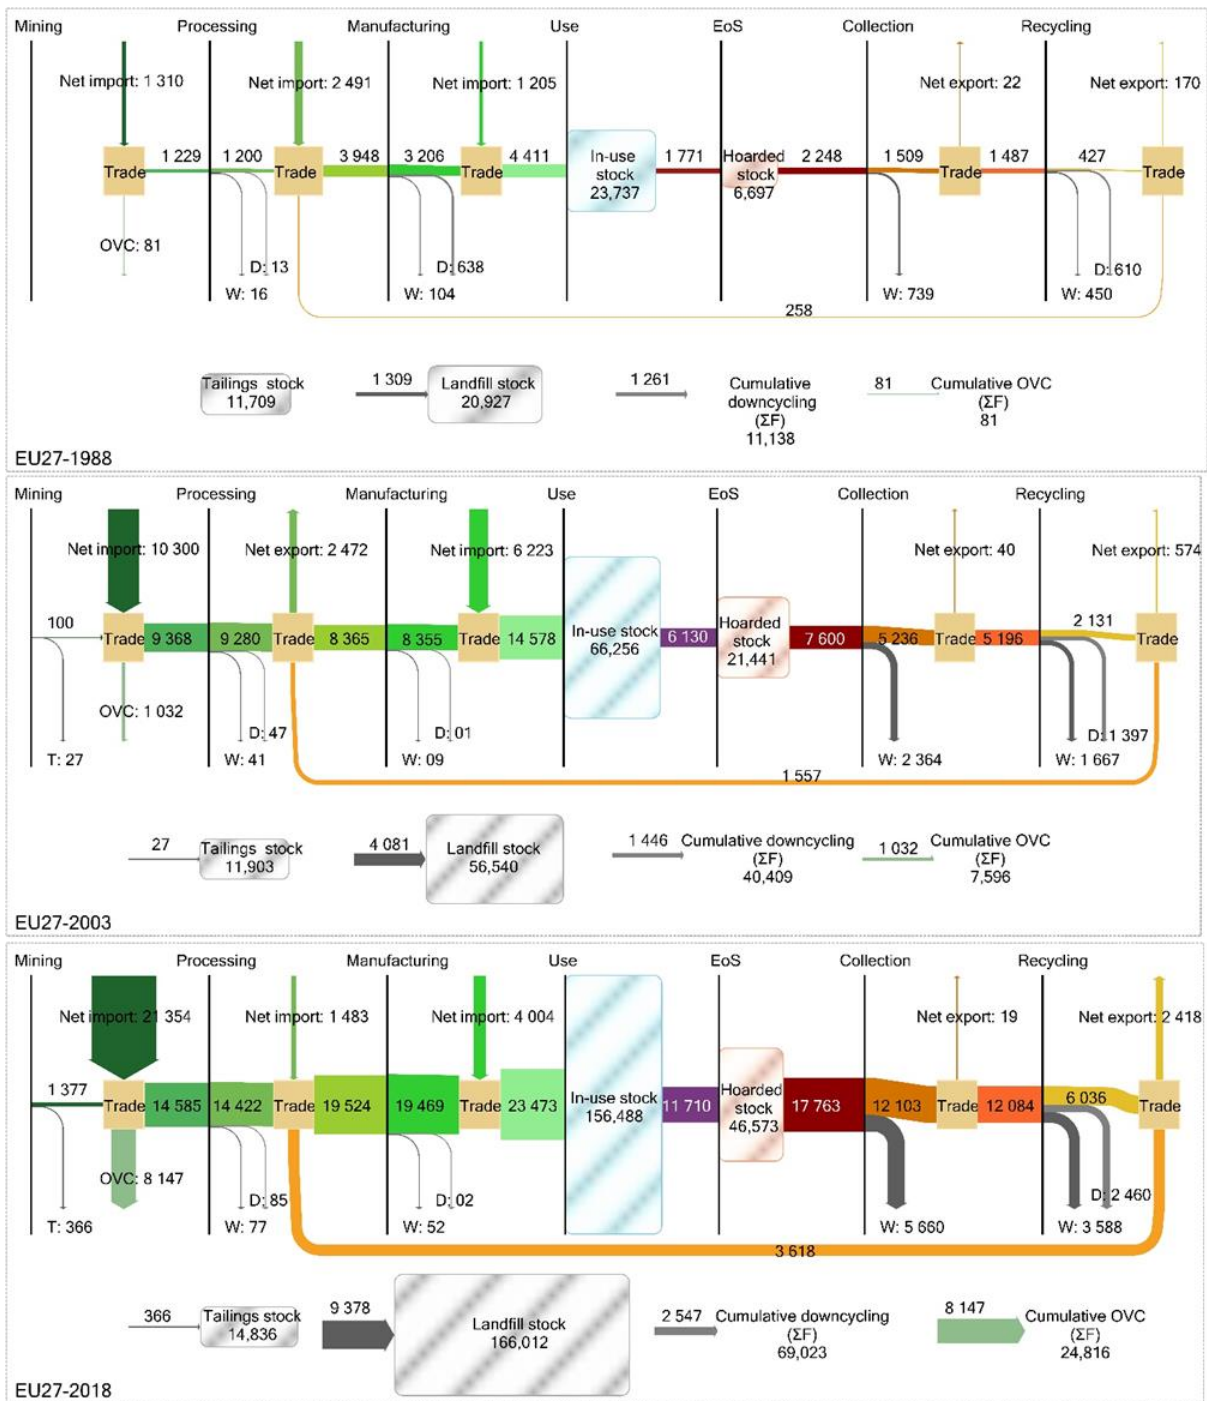 Mining Processing Manufacturing Use EoS Collection Recycling
Net import: 1 310 Net import: 2 491 Net import: 1 205 Net export: 22 Net export: 170
Trade 1 229 1 200 Trade 3 948 3 206 Trade 4 411 In-use stock 23,737 1 771 Hoarded stock 6,697 2 248 1 509 Trade 1 487 427 Trade
OVC: 81 D: 13 D: 638 D: 610
W: 16 W: 104 W: 739 W: 450
258
Tailings stock 11,709 1 309 Landfill stock 20,927 1 261 Cumulative downcycling (ΣF) 11,138 81 Cumulative OVC (ΣF) 81
EU27-1988
Mining Processing Manufacturing Use EoS Collection Recycling
Net import: 10 300 Net export: 2 472 Net import: 6 223 Net export: 40 Net export: 574
100 Trade 9 368 9 280 Trade 8 365 8 355 Trade 14 578 In-use stock 66,256 6 130 Hoarded stock 21,441 7 600 5 236 Trade 5 196 2 131 Trade
OVC: 1 032 D: 47 D: 01 D: 1 397
T: 27 W: 41 W: 09 W: 2 364 W: 1 667
1 557
27 Tailings stock 11,903 4 081 Landfill stock 56,540 1 446 Cumulative downcycling (ΣF) 40,409 1 032 Cumulative OVC (ΣF) 7,596
EU27-2003
Mining Processing Manufacturing Use EoS Collection Recycling
Net import: 21 354 Net import: 1 483 Net import: 4 004 Net export: 19 Net export: 2 418
1 377 Trade 14 585 14 422 Trade 19 524 19 469 Trade 23 473 In-use stock 156,488 11 710 Hoarded stock 46,573 17 763 12 103 Trade 12 084 6 036 Trade
OVC: 8 147 D: 85 D: 02 D: 2 460
T: 366 W: 77 W: 52 W: 5 660 W: 3 588
3 618
366 Tailings stock 14,836 9 378 Landfill stock 166,012 2 547 Cumulative downcycling (ΣF) 69,023 8 147 Cumulative OVC (ΣF) 24,816
EU27-2018